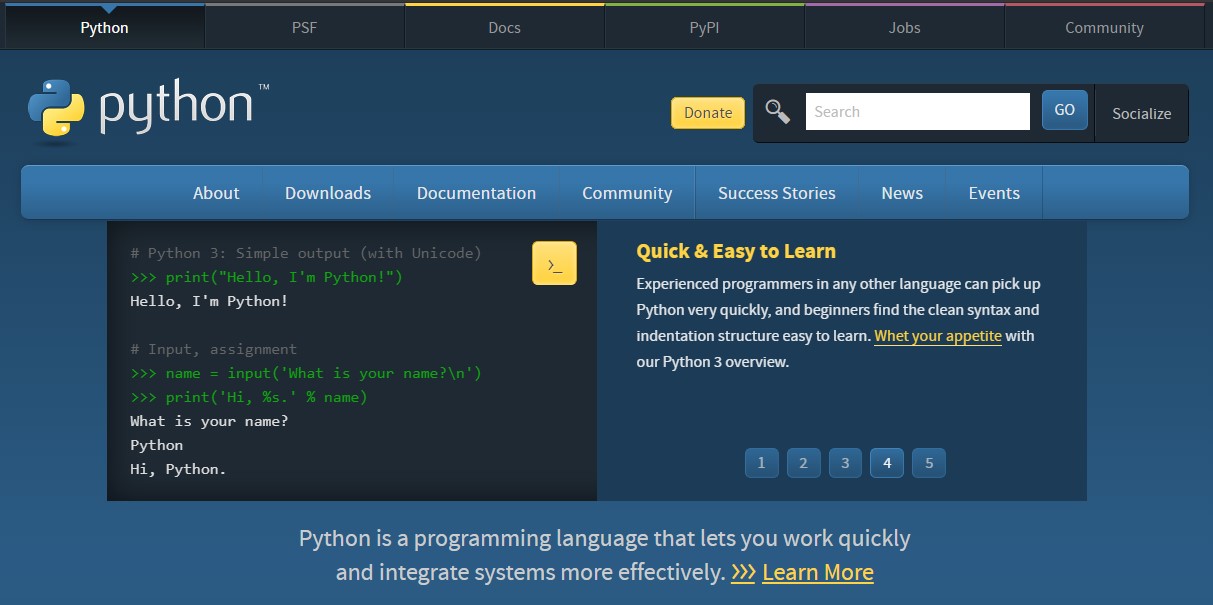 Python PSF Docs PyPI Jobs Community
python™
Donate Search GO Socialize
About Downloads Documentation Community Success Stories News Events
# Python 3: Simple output (with Unicode)
>>> print("Hello, I'm Python!")
Hello, I'm Python!
# Input, assignment
>>> name = input('What is your name?\n')
>>> print('Hi, %s.' % name)
What is your name?
Python
Hi, Python.
>_
Quick & Easy to Learn
Experienced programmers in any other language can pick up
Python very quickly, and beginners find the clean syntax and
indentation structure easy to learn. Whet your appetite with
our Python 3 overview.
1 2 3 4 5
Python is a programming language that lets you work quickly
and integrate systems more effectively. >>> Learn More